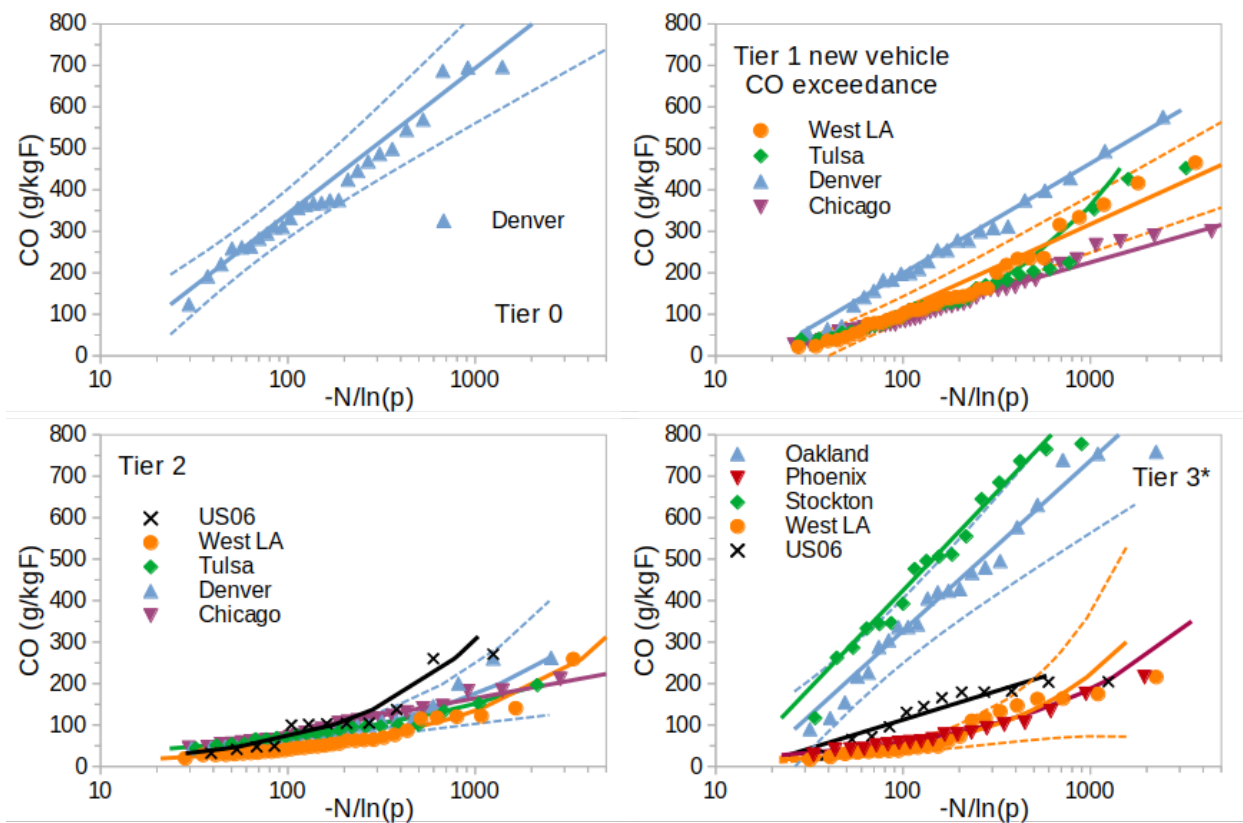 800
700
600
500
400
300
200
100
0
CO (g/kgF)
Denver
Tier 0
10
100
1000
-N/ln(p)
800
700
600
500
400
300
200
100
0
CO (g/kgF)
Tier 1 new vehicle
CO exceedance
West LA
Tulsa
Denver
Chicago
10
100
1000
-N/ln(p)
800
700
600
500
400
300
200
100
0
CO (g/kgF)
Tier 2
US06
West LA
Tulsa
Denver
Chicago
10
100
1000
-N/ln(p)
800
700
600
500
400
300
200
100
0
CO (g/kgF)
Oakland
Phoenix
Stockton
West LA
US06
Tier 3*
10
100
1000
-N/ln(p)